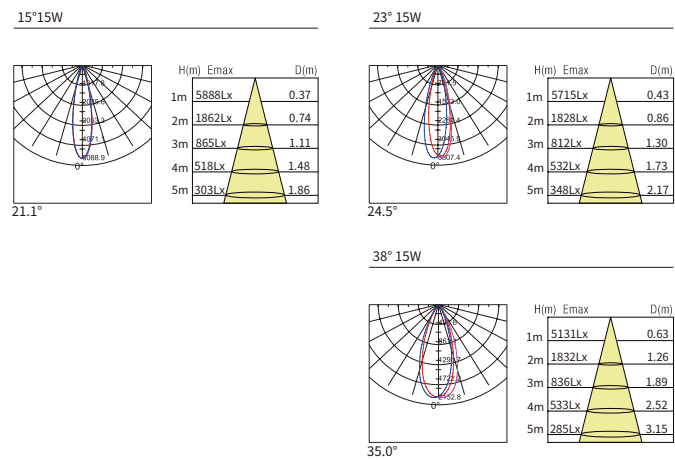 15°15W
H(m) Emax D(m)
1m 5888Lx 0.37
2m 1862Lx 0.74
3m 865Lx 1.11
4m 518Lx 1.48
5m 303Lx 1.86
0°
21.1°
23° 15W
H(m) Emax D(m)
1m 5715Lx 0.43
2m 1828Lx 0.86
3m 812Lx 1.30
4m 532Lx 1.73
5m 348Lx 2.17
3807.4
0°
24.5°
38° 15W
H(m) Emax D(m)
1m 5131Lx 0.63
2m 1832Lx 1.26
3m 836Lx 1.89
4m 533Lx 2.52
5m 285Lx 3.15
0°
35.0°